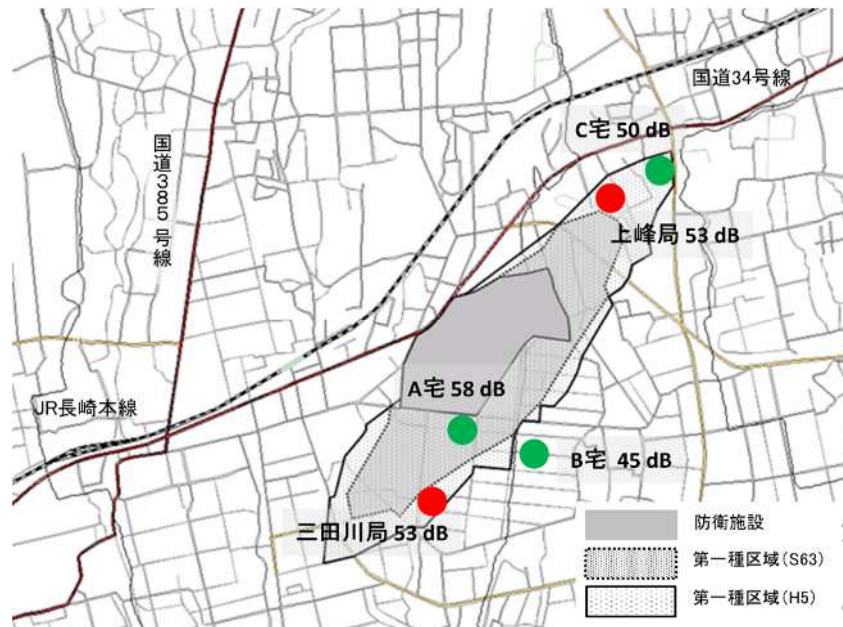 国道34号線
C宅 50 dB
国道385号線
上峰局 53 dB
A宅 58 dB
JR長崎本線
B宅 45 dB
三田川局 53 dB
防衛施設
第一種区域(S63)
第一種区域(H5)